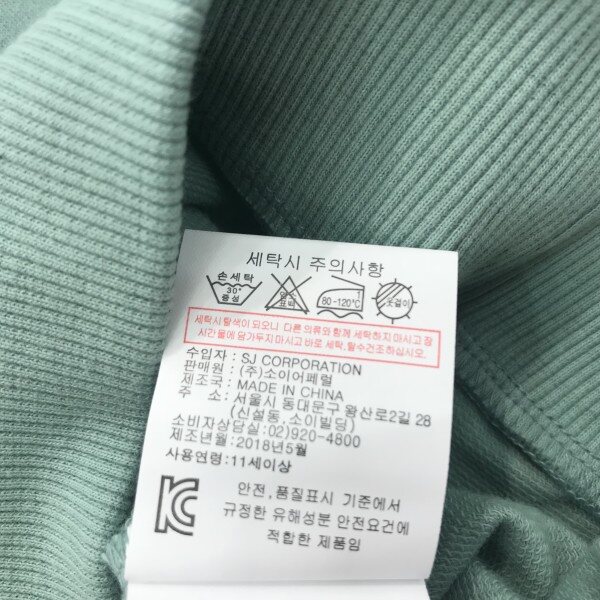 세탁시 주의사항
손세탁 30° 중성 염소 표백 80-120℃ 옷걸이
세탁시 탈색이 되오니 다른 의류와 함께 세탁하지 마시고 장
시간 물에 담가두지마시고 바로 세탁.탈수건조하십시오.
수입자 : SJ CORPORATION
판매원 : (주)소이어페럴
제조국 : MADE IN CHINA
주 소 : 서울시 동대문구 왕산로2길 28
(신설동,소이빌딩)
소비자상담실:02)920-4800
제조년월:2018년5월
사용연령:11세이상
안전,품질표시 기준에서
규정한 유해성분 안전요건에
적합한 제품임